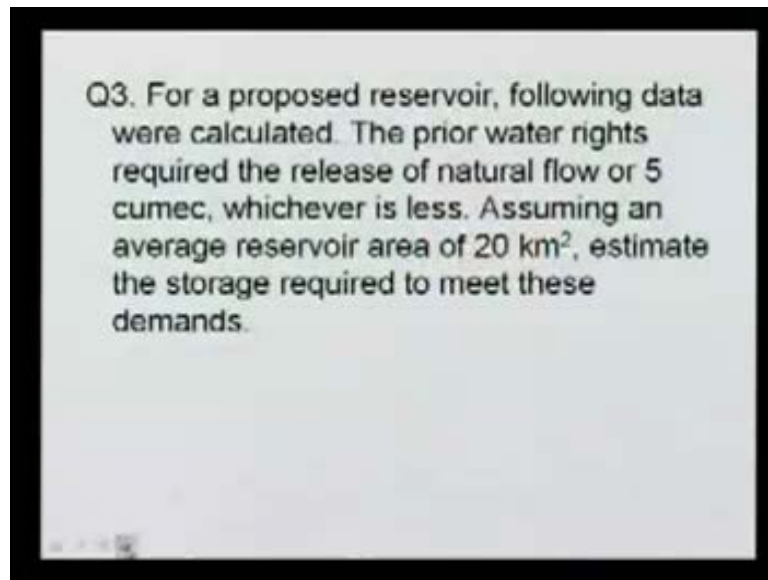 Q3. For a proposed reservoir, following data
were calculated. The prior water rights
required the release of natural flow or 5
cumec, whichever is less. Assuming an
average reservoir area of 20 km², estimate
the storage required to meet these
demands.